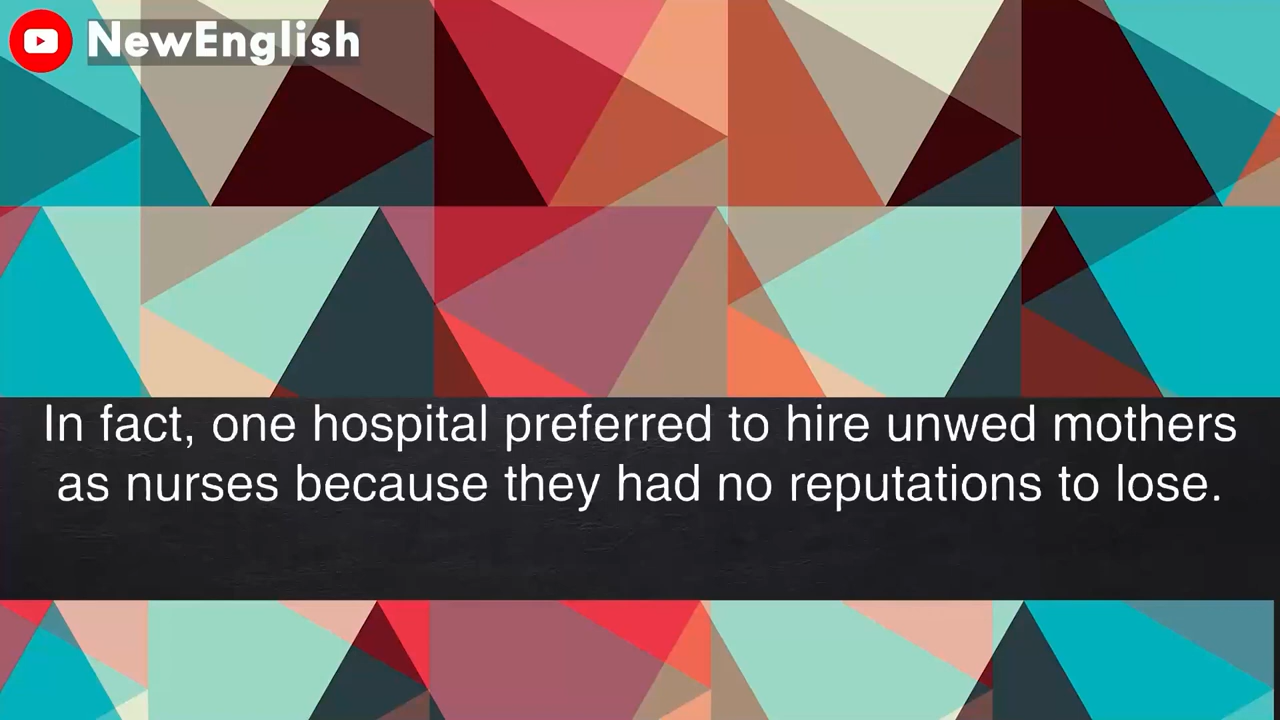 NewEnglish
In fact, one hospital preferred to hire unwed mothers
as nurses because they had no reputations to lose.